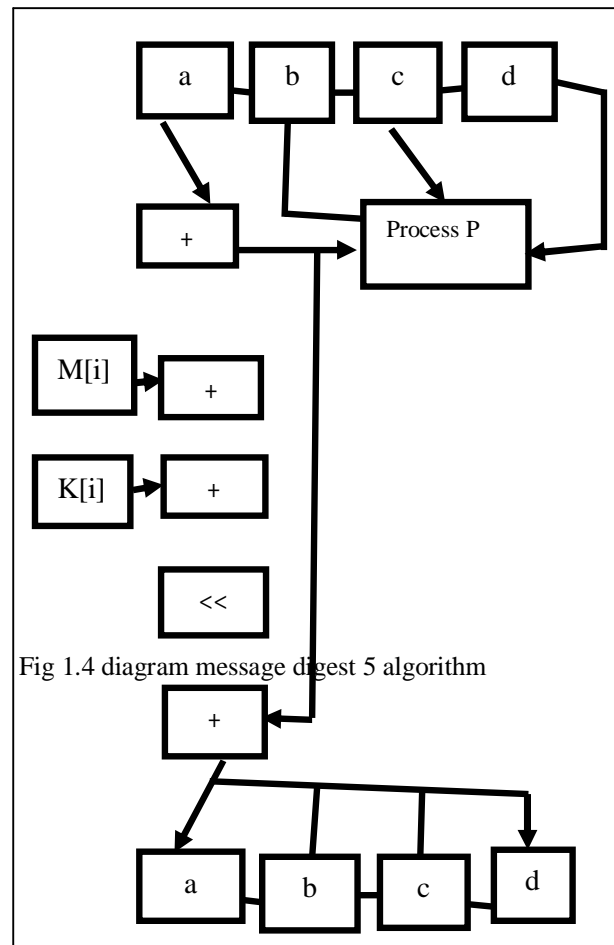 a b c d
Process P
+
M[i] +
K[i] +
<<
Fig 1.4 diagram message digest 5 algorithm
+
a b c d